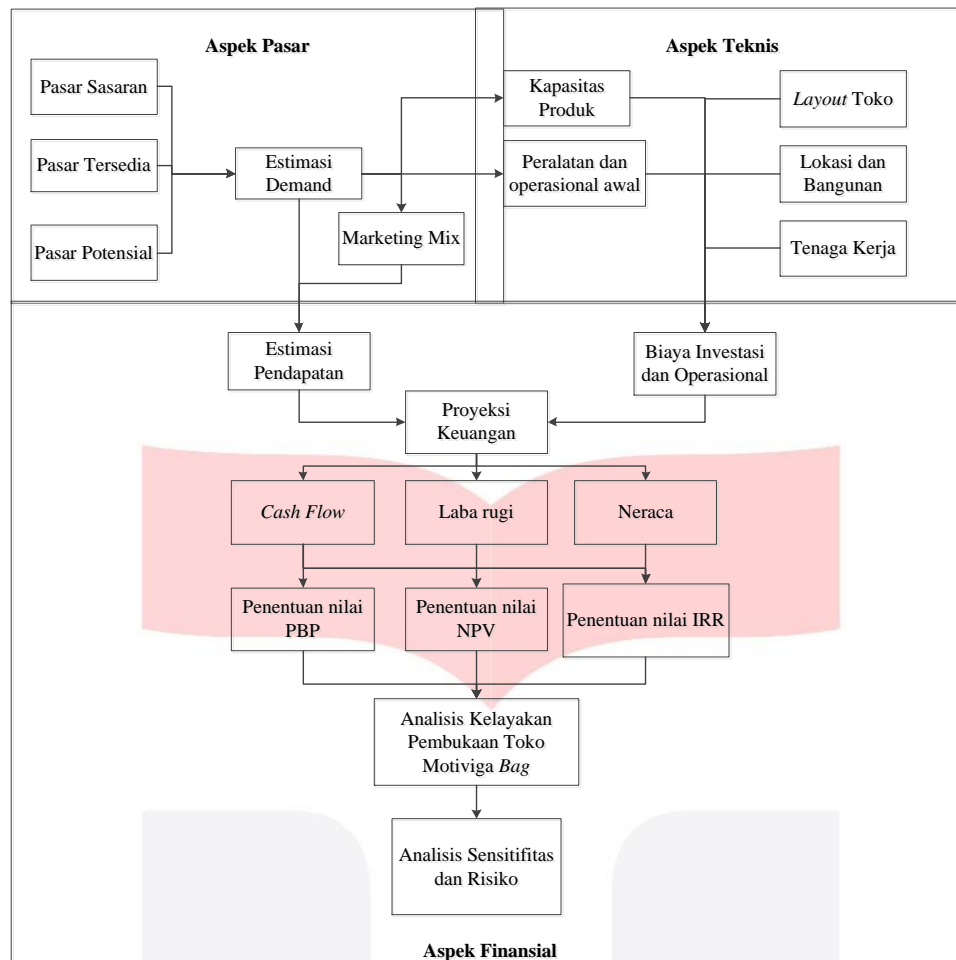 Aspek Pasar
Aspek Teknis
Pasar Sasaran
Kapasitas
Produk
Layout Toko
Pasar Tersedia
Estimasi
Demand
Peralatan dan
operasional awal
Lokasi dan
Bangunan
Pasar Potensial
Marketing Mix
Tenaga Kerja
Estimasi
Pendapatan
Biaya Investasi
dan Operasional
Proyeksi
Keuangan
Cash Flow
Laba rugi
Neraca
Penentuan nilai
PBP
Penentuan nilai
NPV
Penentuan nilai IRR
Analisis Kelayakan
Pembukaan Toko
Motiviga Bag
Analisis Sensitifitas
dan Risiko
Aspek Finansial